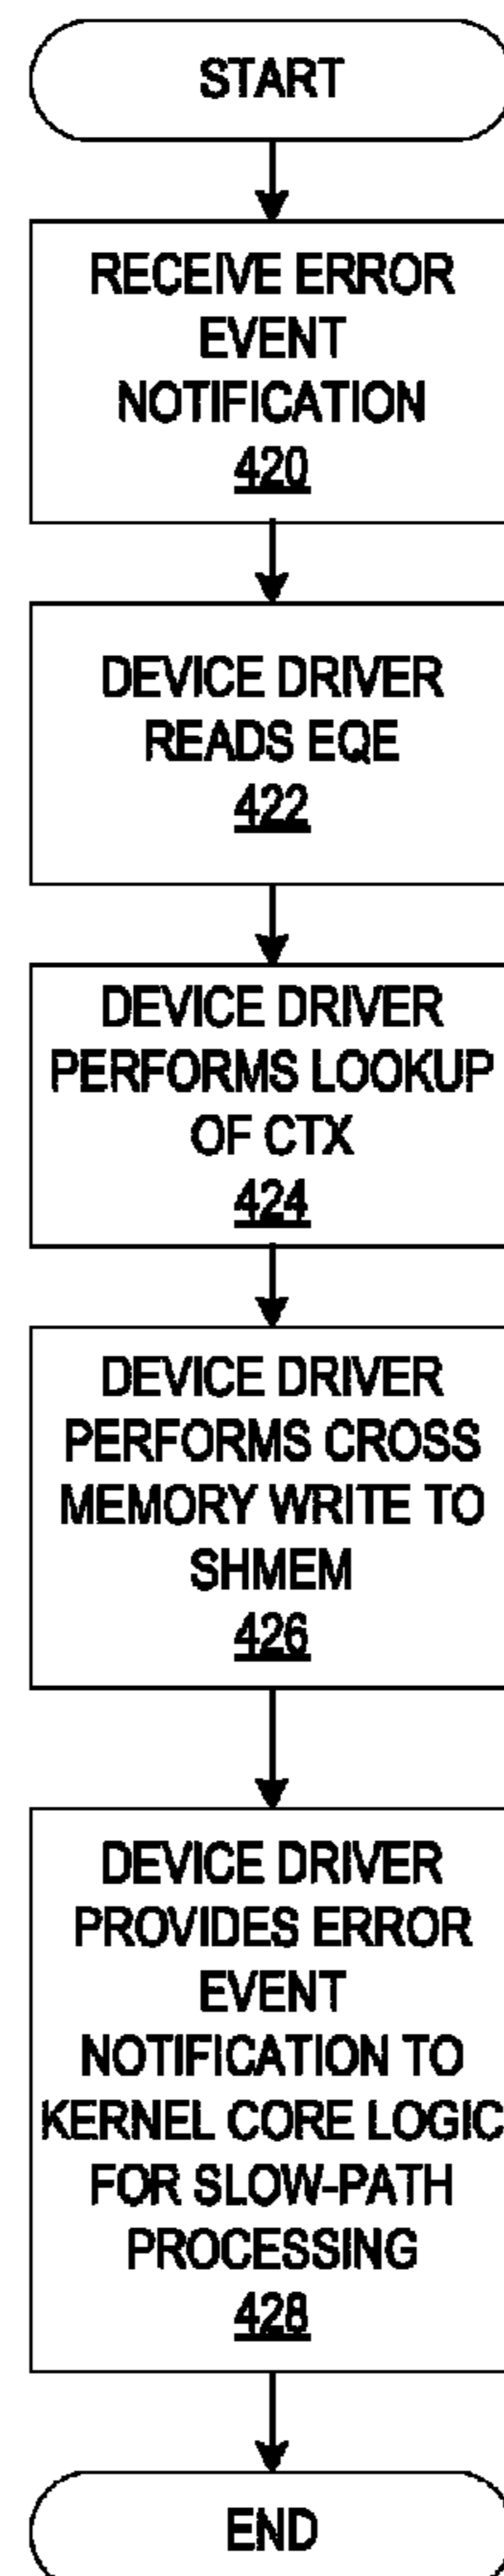 START
RECEIVE ERROR
EVENT
NOTIFICATION
420
DEVICE DRIVER
READS EQE
422
DEVICE DRIVER
PERFORMS LOOKUP
OF CTX
424
DEVICE DRIVER
PERFORMS CROSS
MEMORY WRITE TO
SHMEM
426
DEVICE DRIVER
PROVIDES ERROR
EVENT
NOTIFICATION TO
KERNEL CORE LOGIC
FOR SLOW-PATH
PROCESSING
428
END